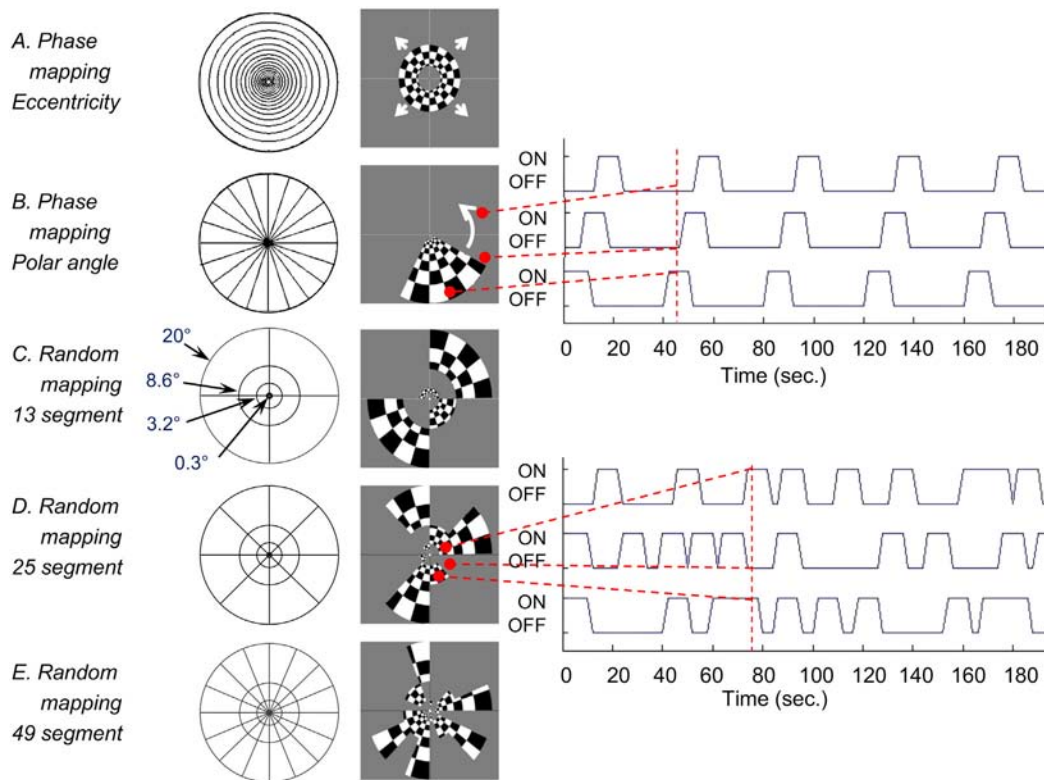 A. Phase
mapping
Eccentricity
B. Phase
mapping
Polar angle
ON
OFF
ON
OFF
ON
OFF
0 20 40 60 80 100 120 140 160 180
Time (sec.)
C. Random
mapping
13 segment
20°
8.6°
3.2°
0.3°
D. Random
mapping
25 segment
ON
OFF
ON
OFF
ON
OFF
0 20 40 60 80 100 120 140 160 180
Time (sec.)
E. Random
mapping
49 segment